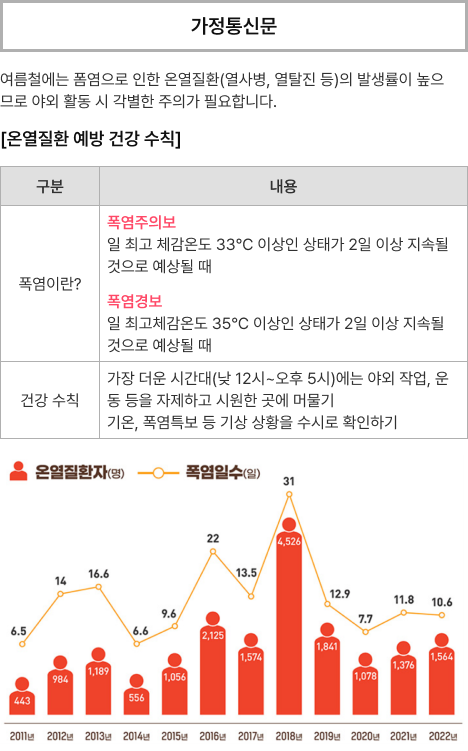 가정통신문
여름철에는 폼염으로 인한 온열질환(열사병, 열탈진 등)의 발생률이 높으
므로 야외 활동 시 각별한 주의가 필요합니다.
[온열질환 예방 건강 수칙]
구분 내용
폭염이란?
폭염주의보
일 최고 체감온도 33℃ 이상인 상태가 2일 이상 지속될
것으로 예상될 때
폭염경보
일 최고체감온도 35℃ 이상인 상태가 2일 이상 지속될
것으로 예상될 때
건강 수칙
가장 더운 시간대(낮 12시~오후 5시)에는 야외 작업, 운
동 등을 자제하고 시원한 곳에 머물기
기온, 폭염특보 등 기상 상황을 수시로 확인하기
온열질환자(명) 폭염일수(일)
6.5 14 16.6 6.6 9.6 22 13.5 31 12.9 7.7 11.8 10.6
443 984 1,189 556 1,056 2,125 1,574 4,526 1,841 1,078 1,376 1,564
2011년 2012년 2013년 2014년 2015년 2016년 2017년 2018년 2019년 2020년 2021년 2022년